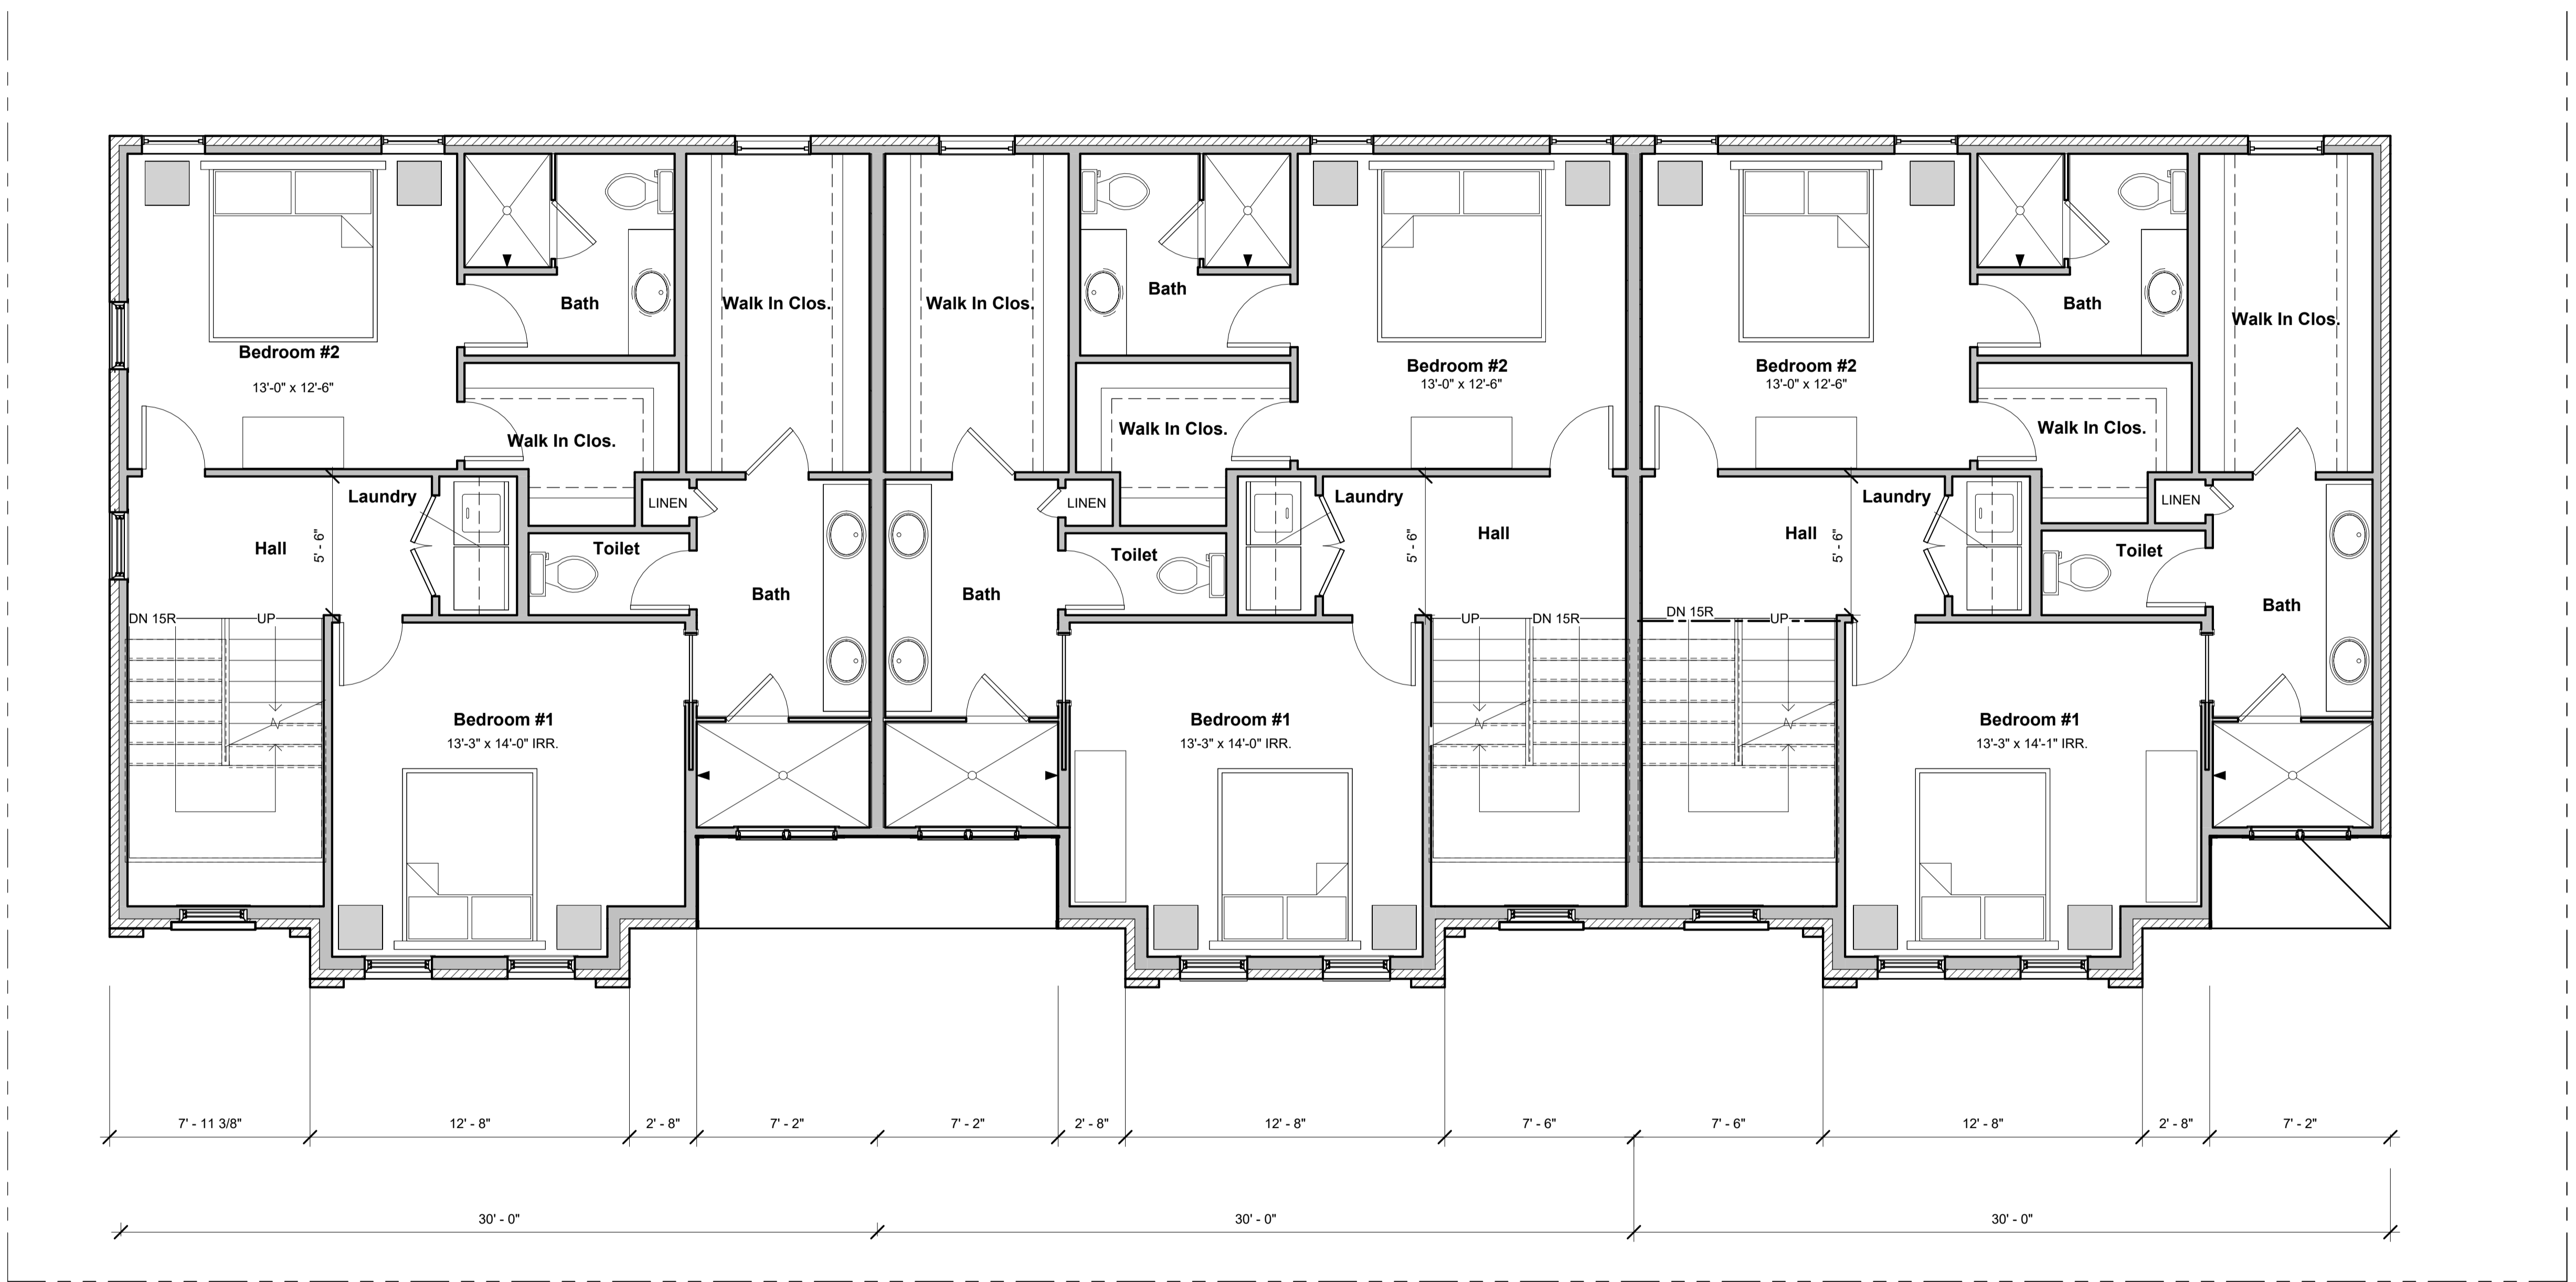 Bath
Bath
Bath
Walk In Clos.
Walk In Clos.
Walk In Clos.
Bedroom #2
13'-0" x 12'-6"
Bedroom #2
13'-0" x 12'-6"
Bedroom #2
13'-0" x 12'-6"
Walk In Clos.
Walk In Clos.
Walk In Clos.
Laundry
LINEN
LINEN
Laundry
Laundry
LINEN
Hall
5' - 6"
Toilet
Toilet
5' - 6"
Hall
Hall
5' - 6"
Toilet
Bath
Bath
Bath
DN 15R
UP
UP
DN 15R
DN 15R
UP
Bedroom #1
13'-3" x 14'-0" IRR.
Bedroom #1
13'-3" x 14'-0" IRR.
Bedroom #1
13'-3" x 14'-1" IRR.
7' - 11 3/8"
12' - 8"
2' - 8"
7' - 2"
7' - 2"
2' - 8"
12' - 8"
7' - 6"
7' - 6"
12' - 8"
2' - 8"
7' - 2"
30' - 0"
30' - 0"
30' - 0"